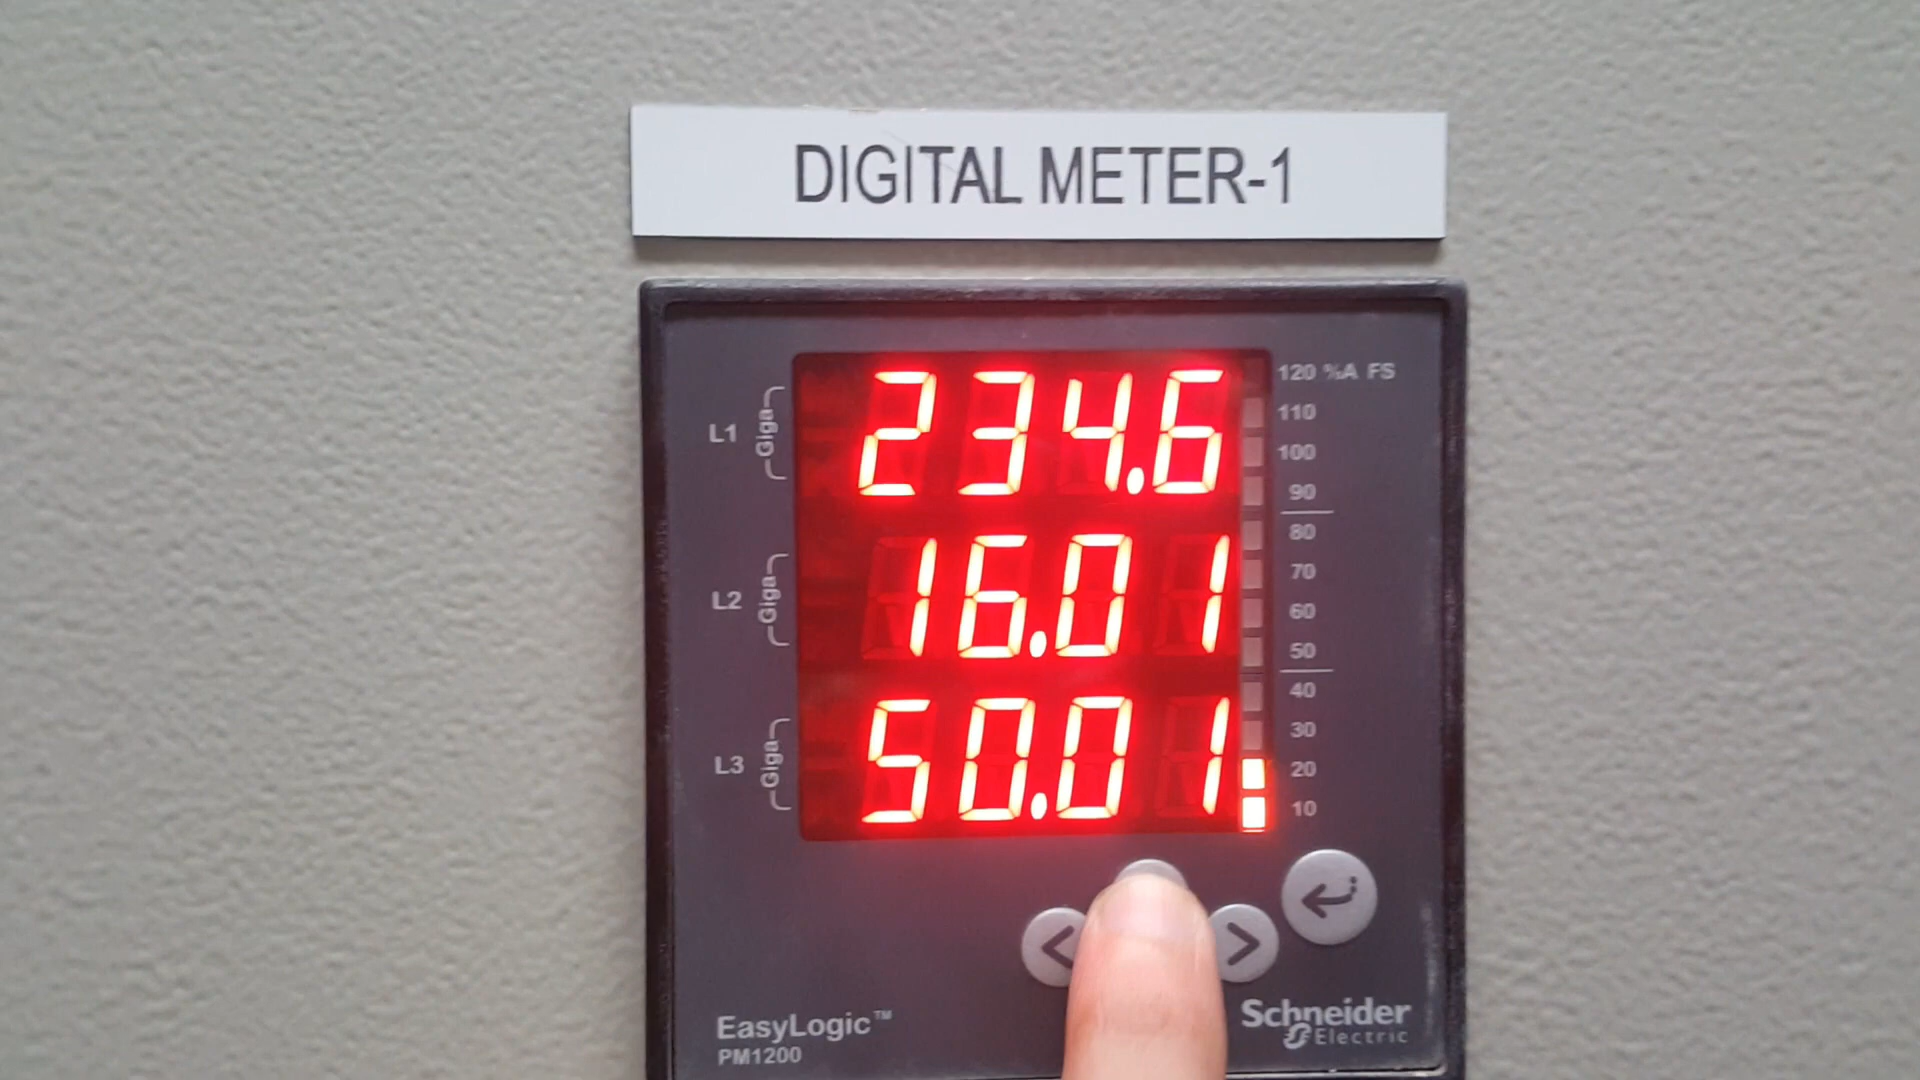 DIGITAL METER-1
120 %A FS
L1 Giga 234.6
110
100
90
80
L2 Giga 16.01
70
60
50
40
L3 Giga 50.01
30
20
10
EasyLogic™
PM1200
Schneider
Electric